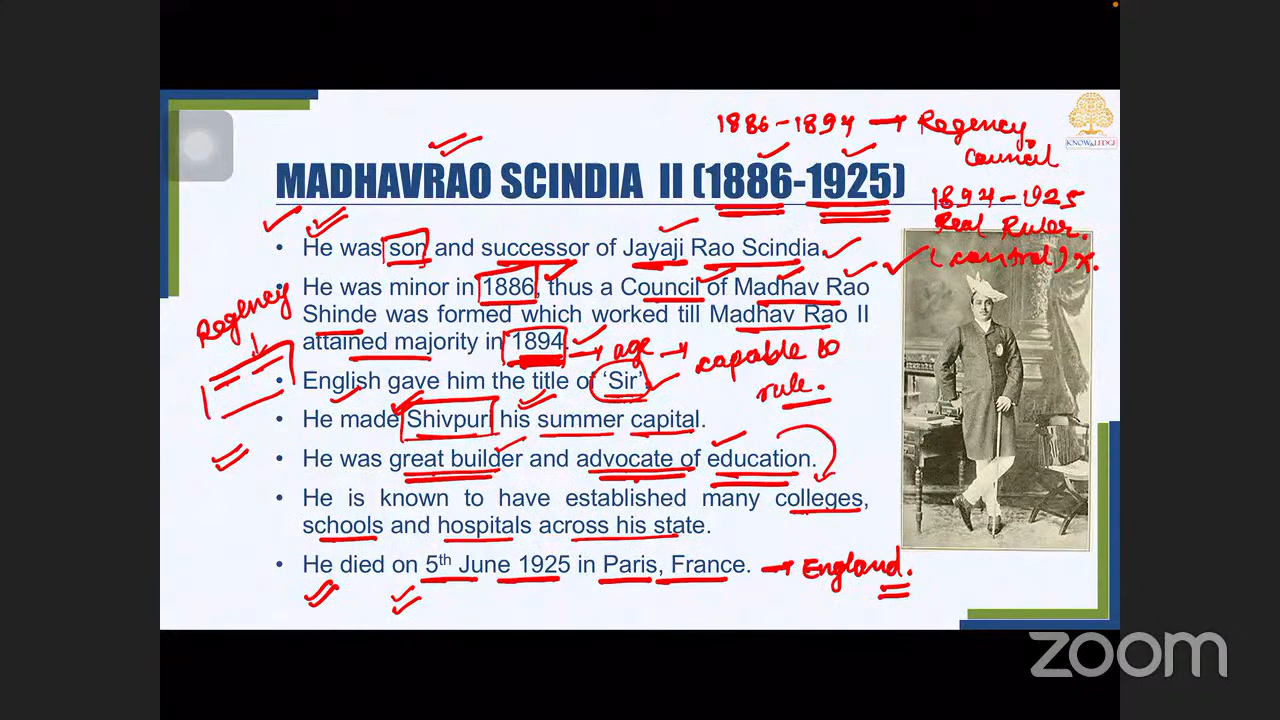 1886-1894 → Regency
Council
KNOWLEDGE
MADHAVRAO SCINDIA II (1886-1925)
1894-1925
Real Ruler.
(control) x.
• He was son and successor of Jayaji Rao Scindia.
• He was minor in 1886, thus a Council of Madhav Rao
Shinde was formed which worked till Madhav Rao II
attained majority in 1894.
Regency
→ age → capable to
rule.
• English gave him the title of 'Sir'.
• He made Shivpuri his summer capital.
• He was great builder and advocate of education.
• He is known to have established many colleges,
schools and hospitals across his state.
• He died on 5th June 1925 in Paris, France. → England.
zoom